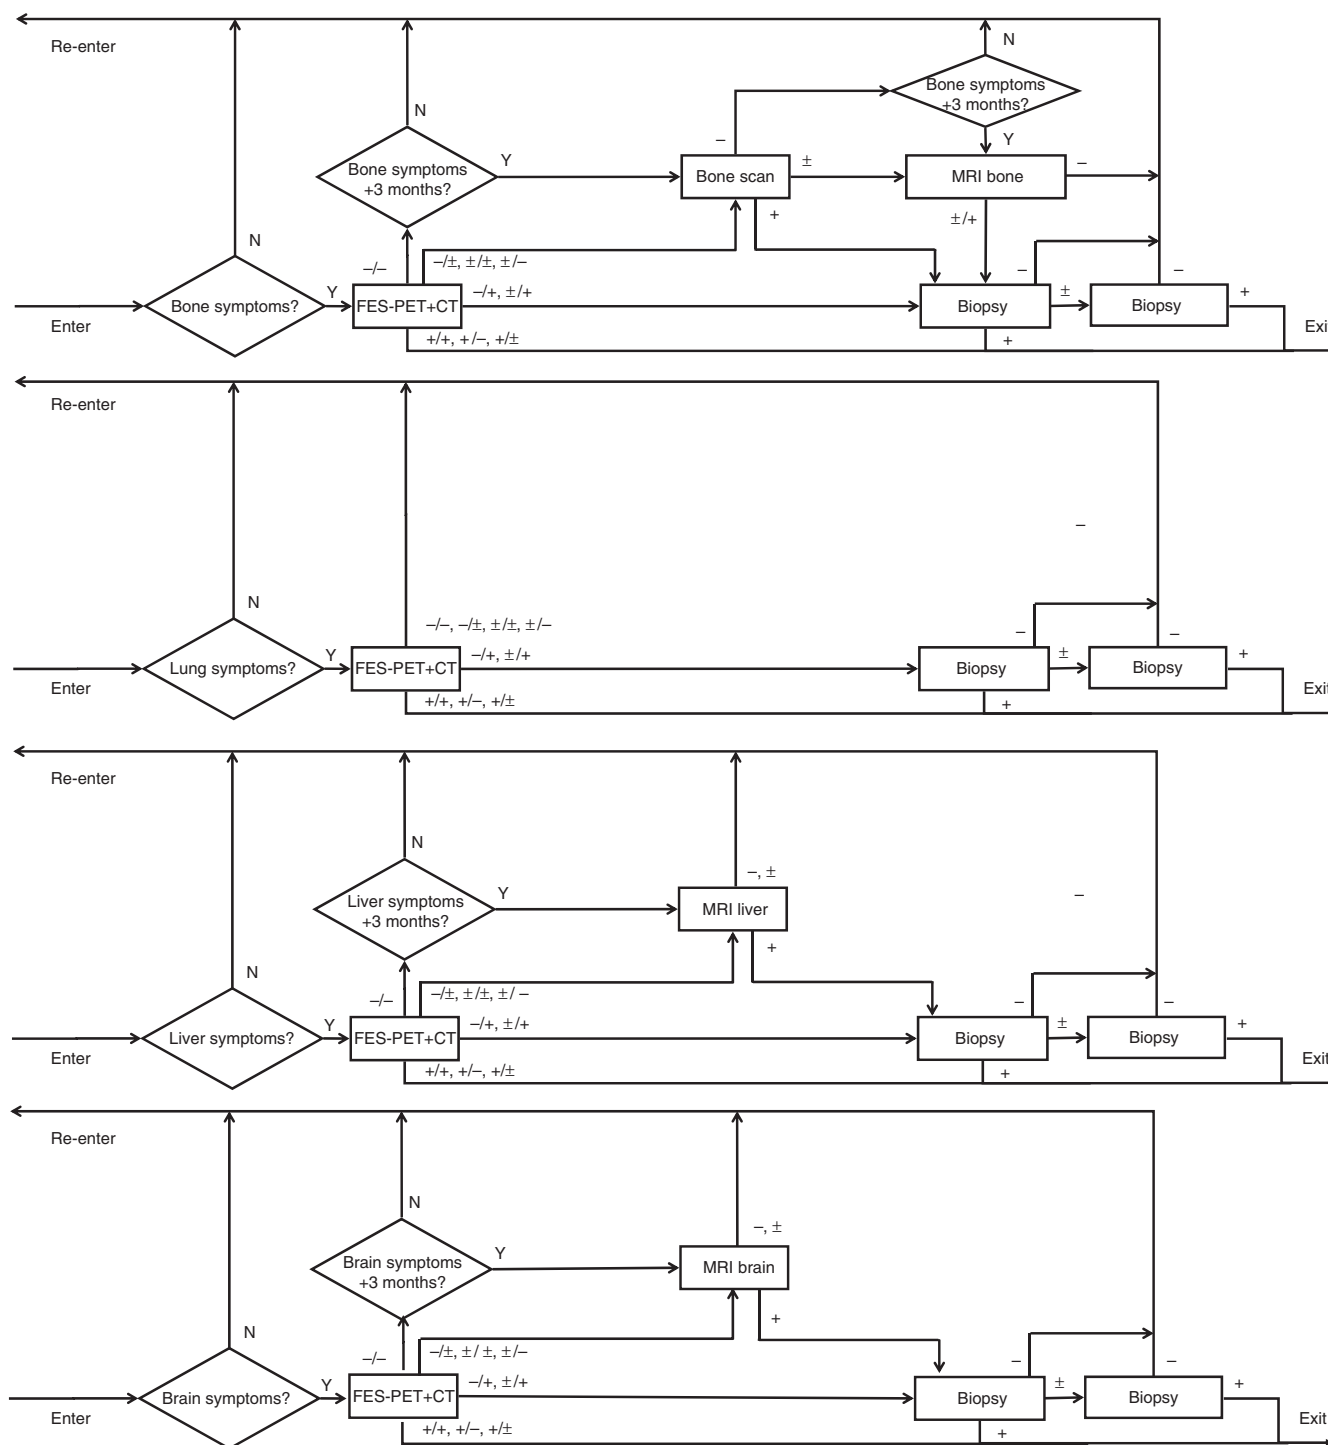 Re-enter
N
Bone symptoms
+3 months?
N
Y
–
N
Bone symptoms
+3 months?
Y
Bone scan
±
MRI bone
–
+
±/+
N
–/–
–/±, ±/±, ±/–
–
–
Bone symptoms?
Y
FES-PET+CT
–/+, ±/+
Biopsy
±
Biopsy
+
Enter
+/+, +/–, +/±
+
Exi
Re-enter
–
N
–/–, –/±, ±/±, ±/–
–
–
Lung symptoms?
Y
FES-PET+CT
–/+, ±/+
Biopsy
±
Biopsy
+
Enter
+/+, +/–, +/±
+
Exit
Re-enter
N
Liver symptoms
+3 months?
Y
–, ±
MRI liver
–
+
N
–/–
–/±, ±/±, ±/ –
–
–
Liver symptoms?
Y
FES-PET+CT
–/+, ±/+
Biopsy
±
Biopsy
+
Enter
+/+, +/–, +/±
+
Exit
Re-enter
N
Brain symptoms
+3 months?
Y
–, ±
MRI brain
+
N
–/–
–/±, ±/ ±, ±/–
–
–
Brain symptoms?
Y
FES-PET+CT
–/+, ±/+
Biopsy
±
Biopsy
+
Enter
+/+, +/–, +/±
+
Exit